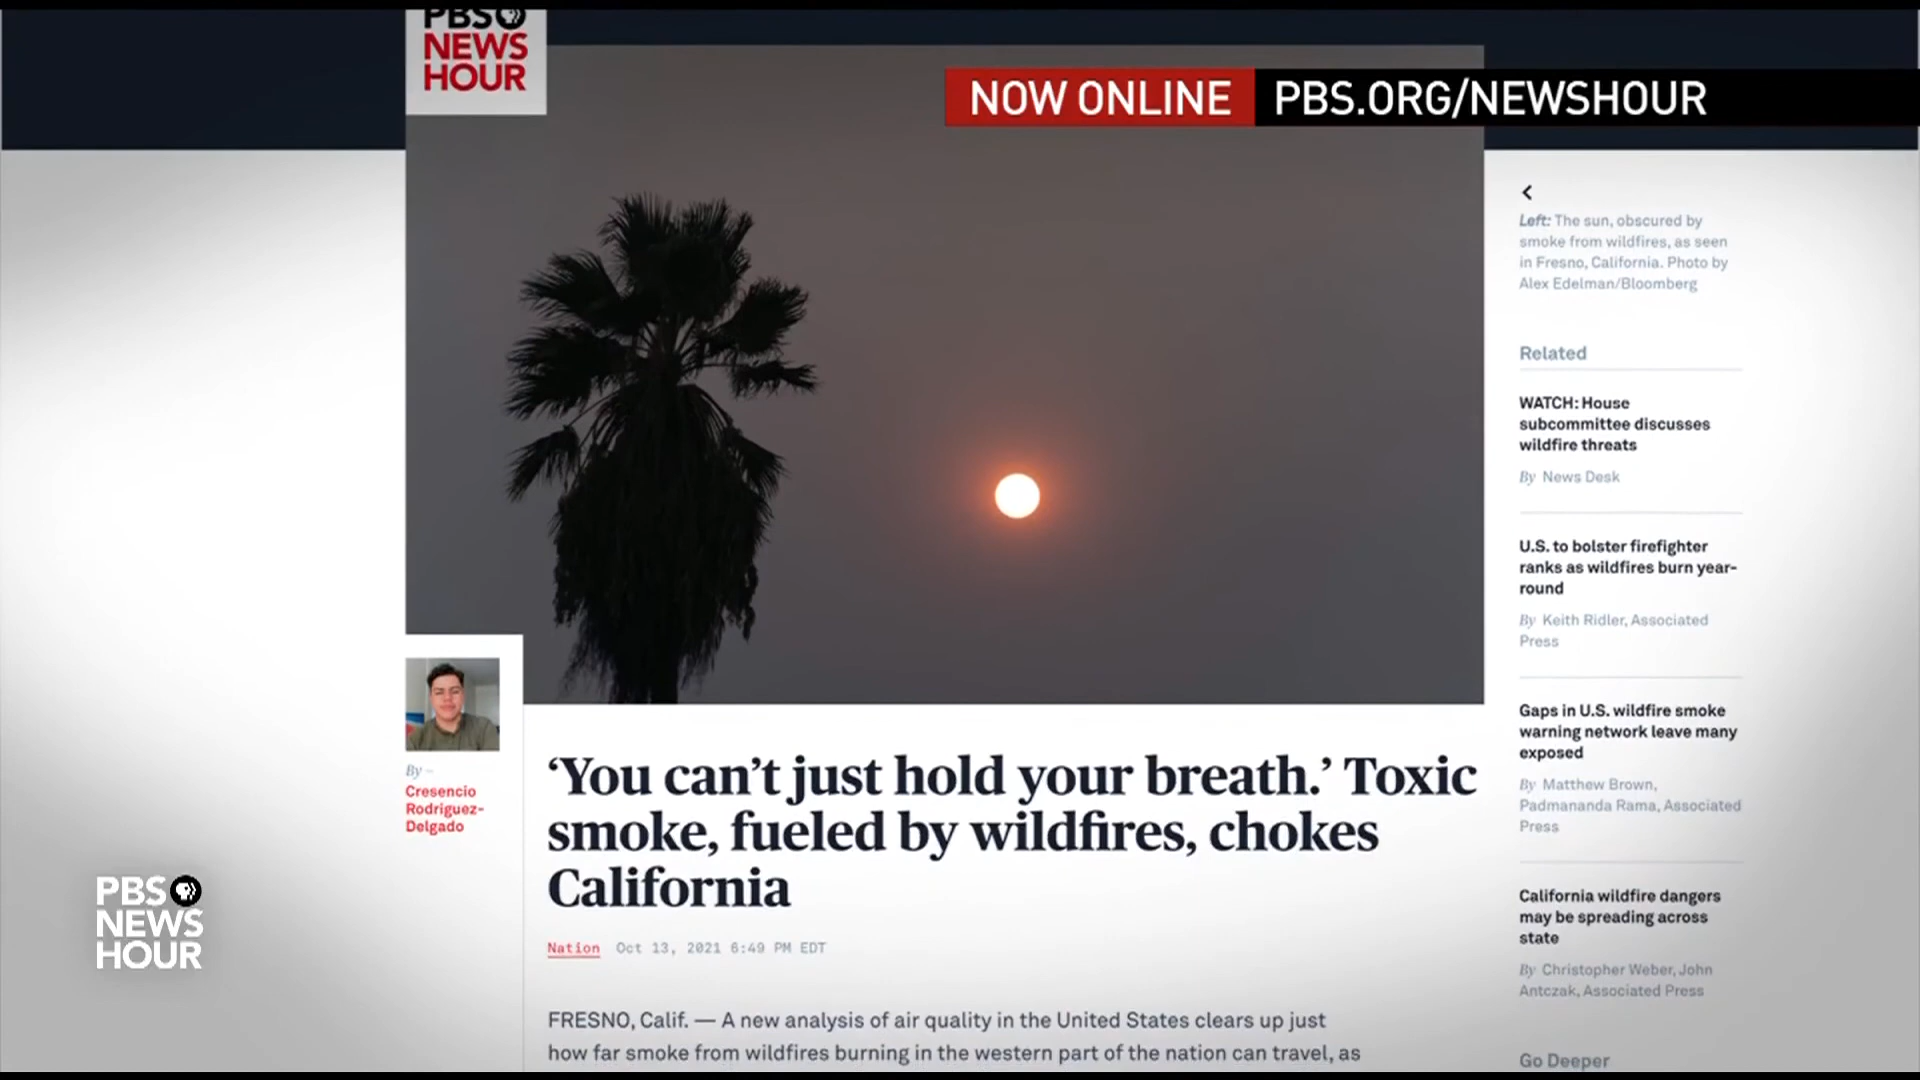 PBS
NEWS
HOUR
NOW ONLINE PBS.ORG/NEWSHOUR
Left: The sun, obscured by
smoke from wildfires, as seen
in Fresno, California. Photo by
Alex Edelman/Bloomberg
Related
WATCH: House
subcommittee discusses
wildfire threats
By News Desk
U.S. to bolster firefighter
ranks as wildfires burn year-
round
By Keith Ridler, Associated
Press
Gaps in U.S. wildfire smoke
warning network leave many
exposed
By Matthew Brown,
Padmananda Rama, Associated
Press
California wildfire dangers
may be spreading across
state
By Christopher Weber, John
Antczak, Associated Press
Go Deeper
By —
Cresencio
Rodriguez-
Delgado
‘You can’t just hold your breath.’ Toxic
smoke, fueled by wildfires, chokes
California
Nation Oct 13, 2021 6:49 PM EDT
FRESNO, Calif. — A new analysis of air quality in the United States clears up just
how far smoke from wildfires burning in the western part of the nation can travel, as
PBS
NEWS
HOUR